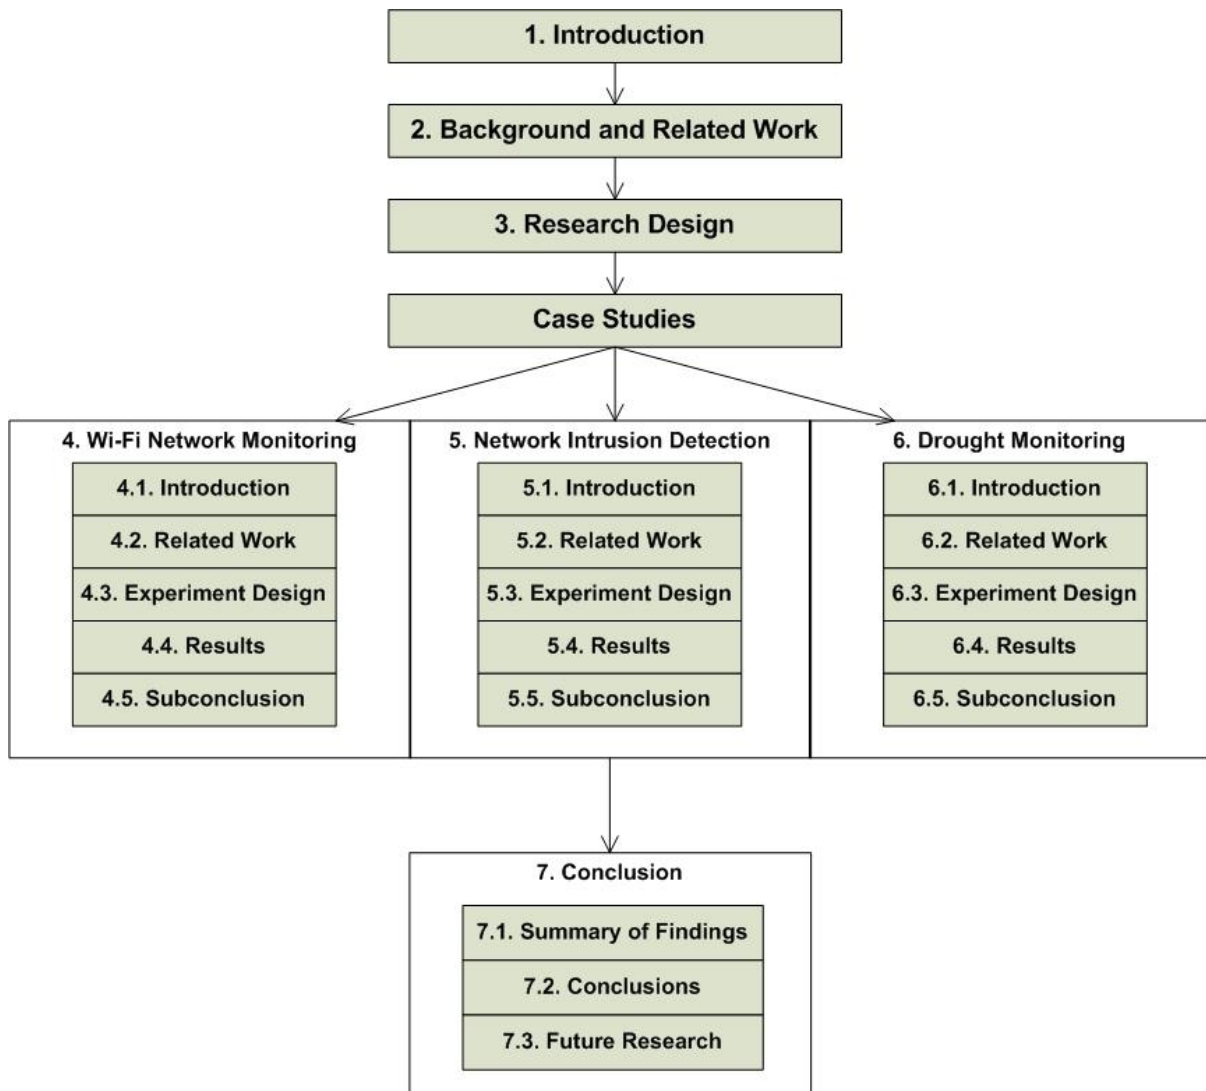 1. Introduction
2. Background and Related Work
3. Research Design
Case Studies
4. Wi-Fi Network Monitoring
4.1. Introduction
4.2. Related Work
4.3. Experiment Design
4.4. Results
4.5. Subconclusion
5. Network Intrusion Detection
5.1. Introduction
5.2. Related Work
5.3. Experiment Design
5.4. Results
5.5. Subconclusion
6. Drought Monitoring
6.1. Introduction
6.2. Related Work
6.3. Experiment Design
6.4. Results
6.5. Subconclusion
7. Conclusion
7.1. Summary of Findings
7.2. Conclusions
7.3. Future Research